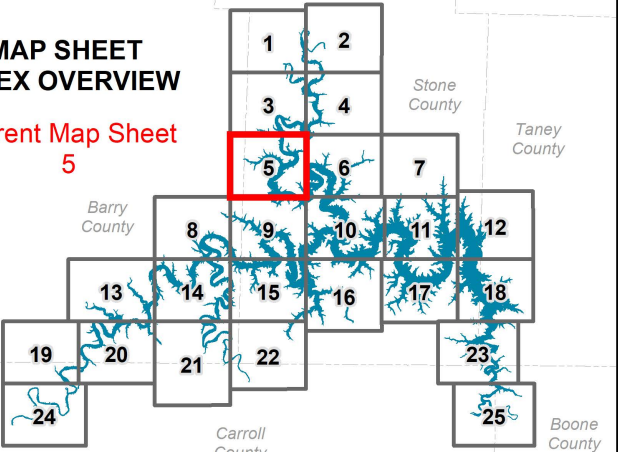 MAP SHEET
EX OVERVIEW
rent Map Sheet
5
1
2
3
4
Stone
County
Taney
County
5
6
7
Barry
County
8
9
10
11
12
13
14
15
16
17
18
19
20
21
22
23
24
25
Carroll
County
Boone
County